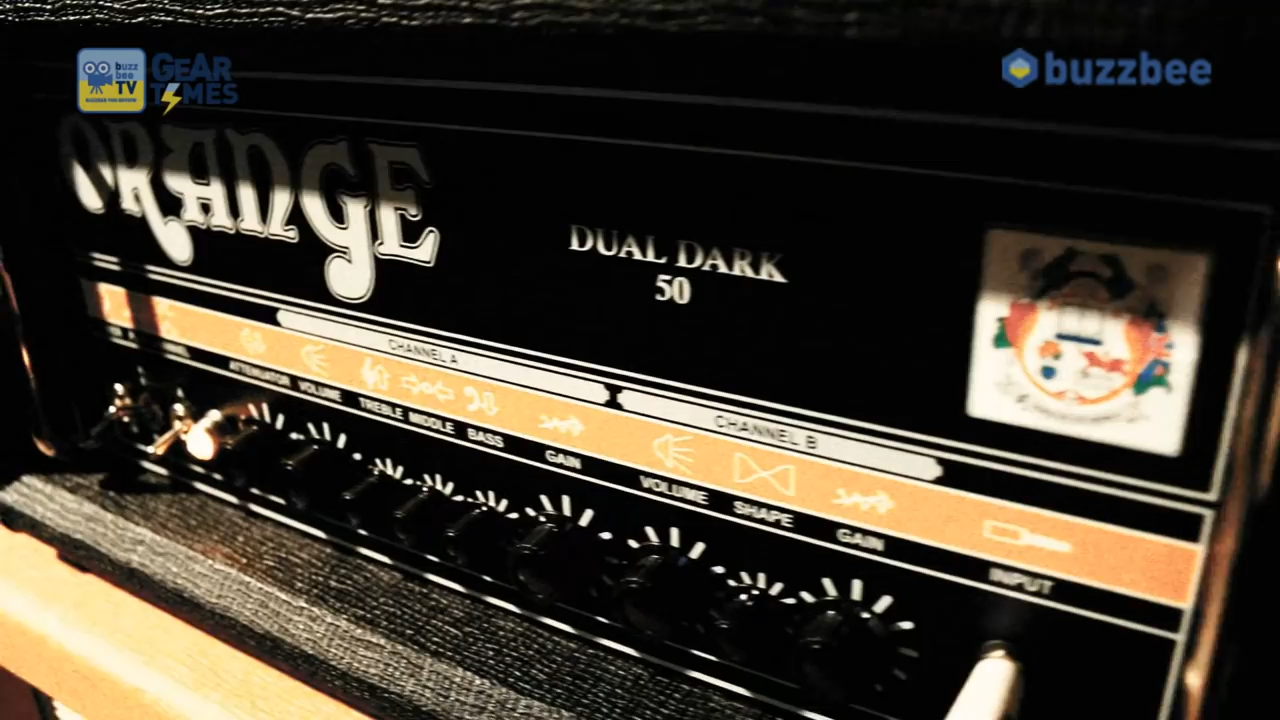 buzz
bee
TV
GEAR
TIMES
buzzbee
ORANGE
DUAL DARK
50
CHANNEL A
CHANNEL B
ATTENUATOR VOLUME TREBLE MIDDLE BASS GAIN VOLUME SHAPE GAIN INPUT